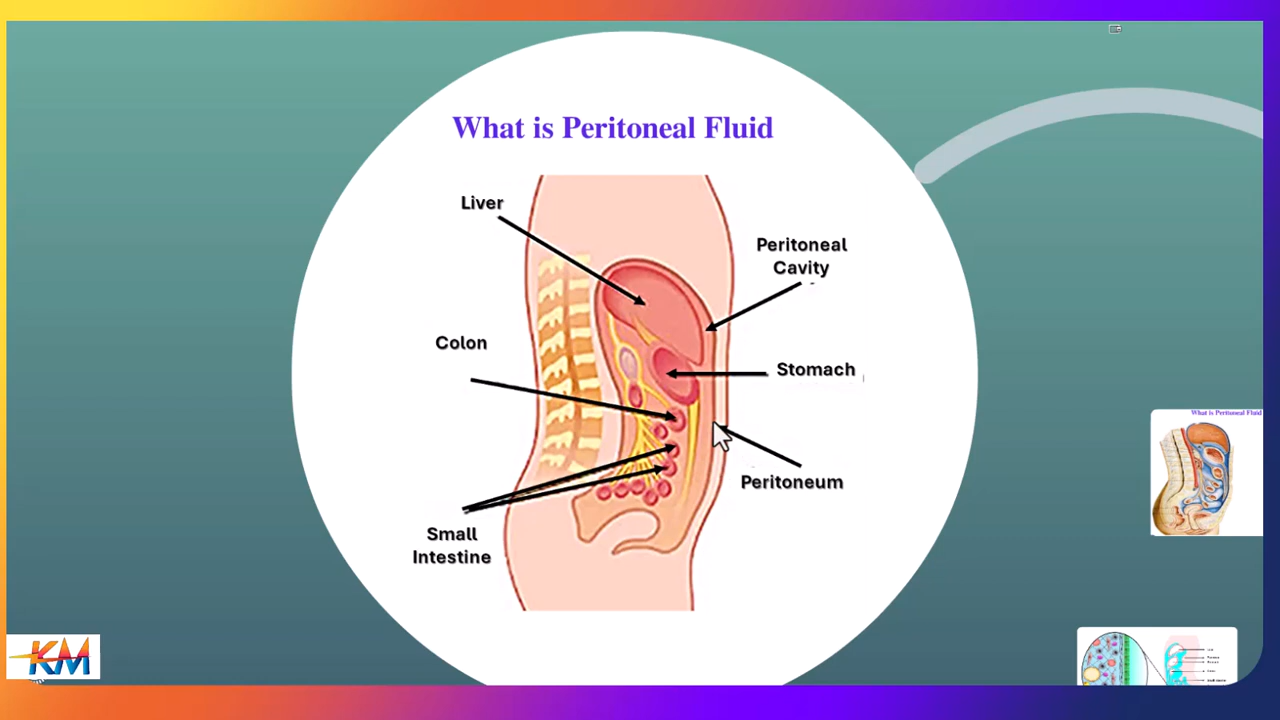 What is Peritoneal Fluid
Liver
Peritoneal
Cavity
Colon
Stomach
Peritoneum
Small
Intestine
What is Peritoneal Fluid
KM